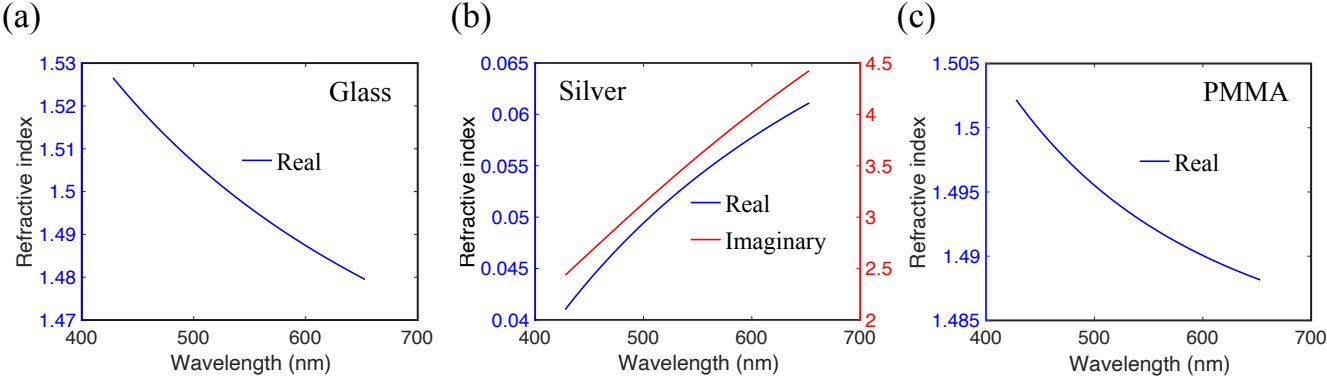 (a)
Glass
Real
Refractive index
1.53
1.52
1.51
1.5
1.49
1.48
1.47
400
500
600
700
Wavelength (nm)
(b)
Silver
Real
Imaginary
Refractive index
0.065
0.06
0.055
0.05
0.045
0.04
4.5
4
3.5
3
2.5
2
400
500
600
700
Wavelength (nm)
(c)
PMMA
Real
Refractive index
1.505
1.5
1.495
1.49
1.485
400
500
600
700
Wavelength (nm)